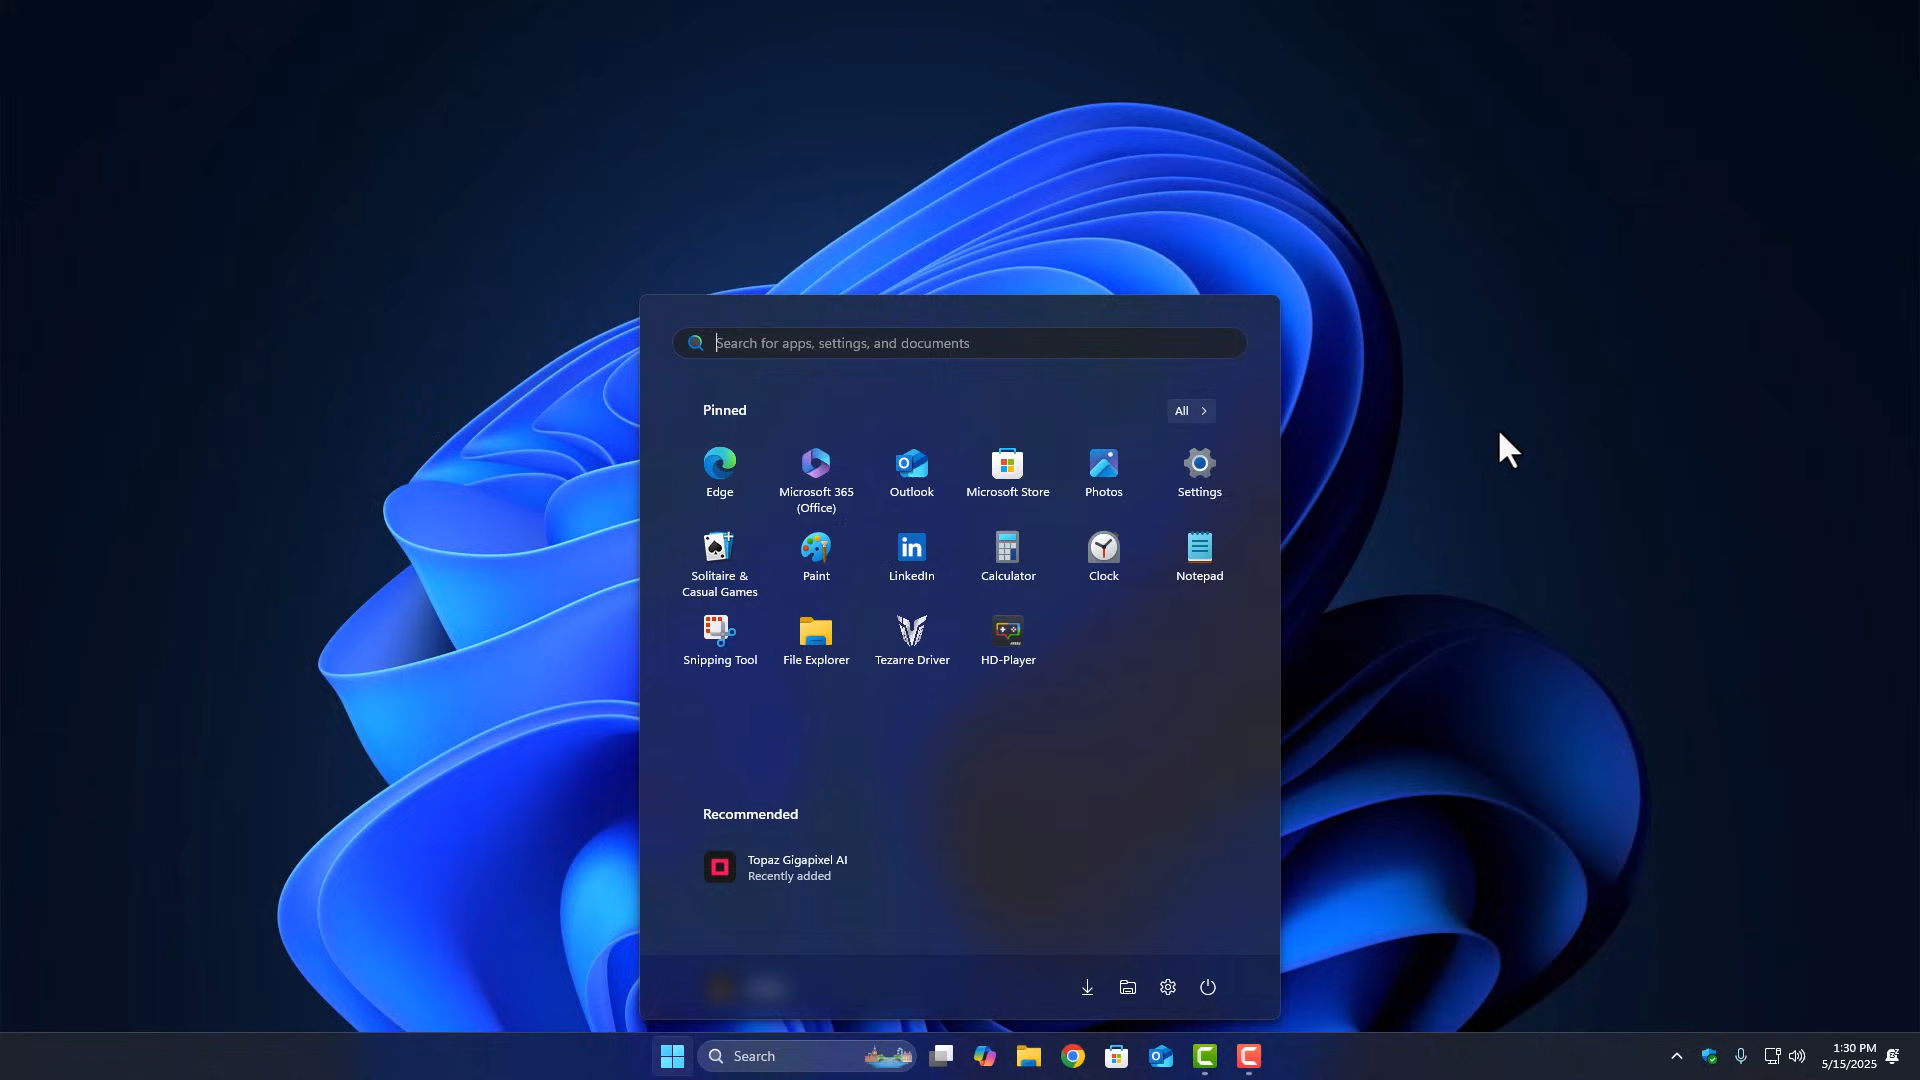 Search for apps, settings, and documents
Pinned
All
Edge
Microsoft 365
(Office)
Outlook
Microsoft Store
Photos
Settings
Solitaire &
Casual Games
Paint
LinkedIn
Calculator
Clock
Notepad
Snipping Tool
File Explorer
Tezarre Driver
HD-Player
Recommended
Topaz Gigapixel AI
Recently added
Search
1:30 PM
5/15/2025